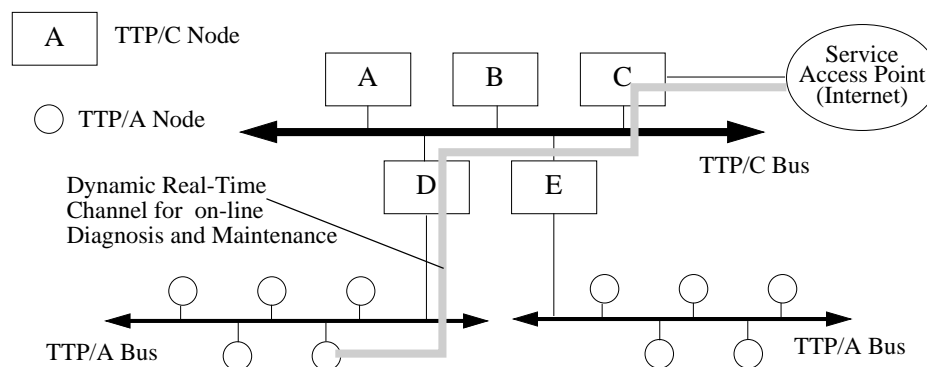 A
TTP/C Node
TTP/A Node
A
B
C
Service
Access Point
(Internet)
TTP/C Bus
D
E
Dynamic Real-Time
Channel for on-line
Diagnosis and Maintenance
TTP/A Bus
TTP/A Bus